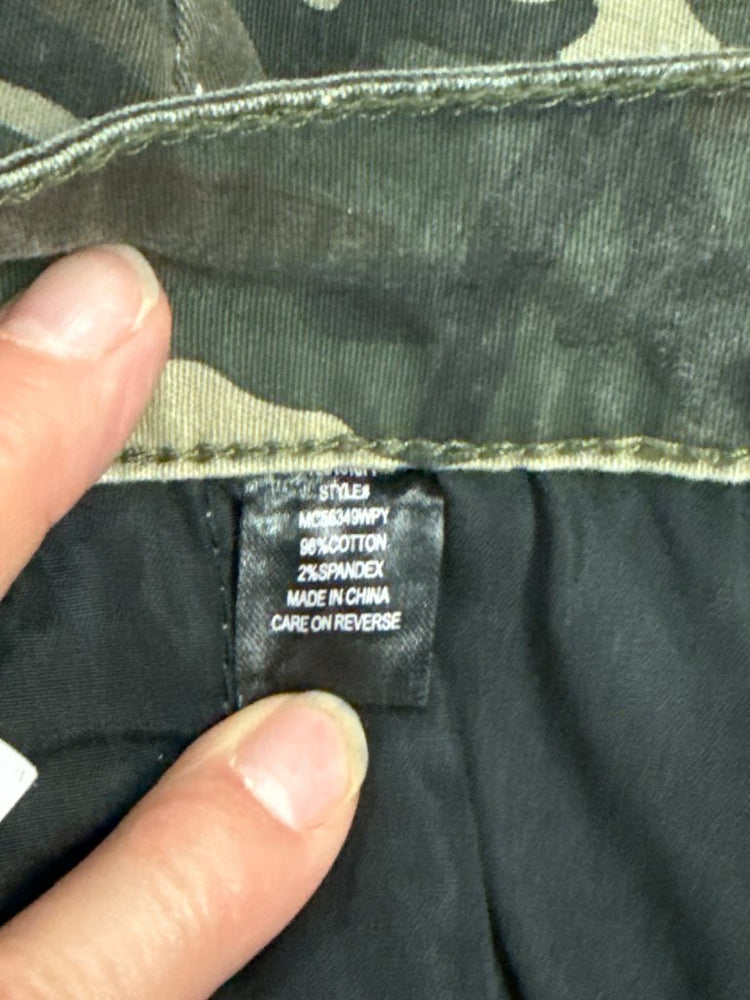 STYLE#
MC56349WPY
98%COTTON
2%SPANDEX
MADE IN CHINA
CARE ON REVERSE